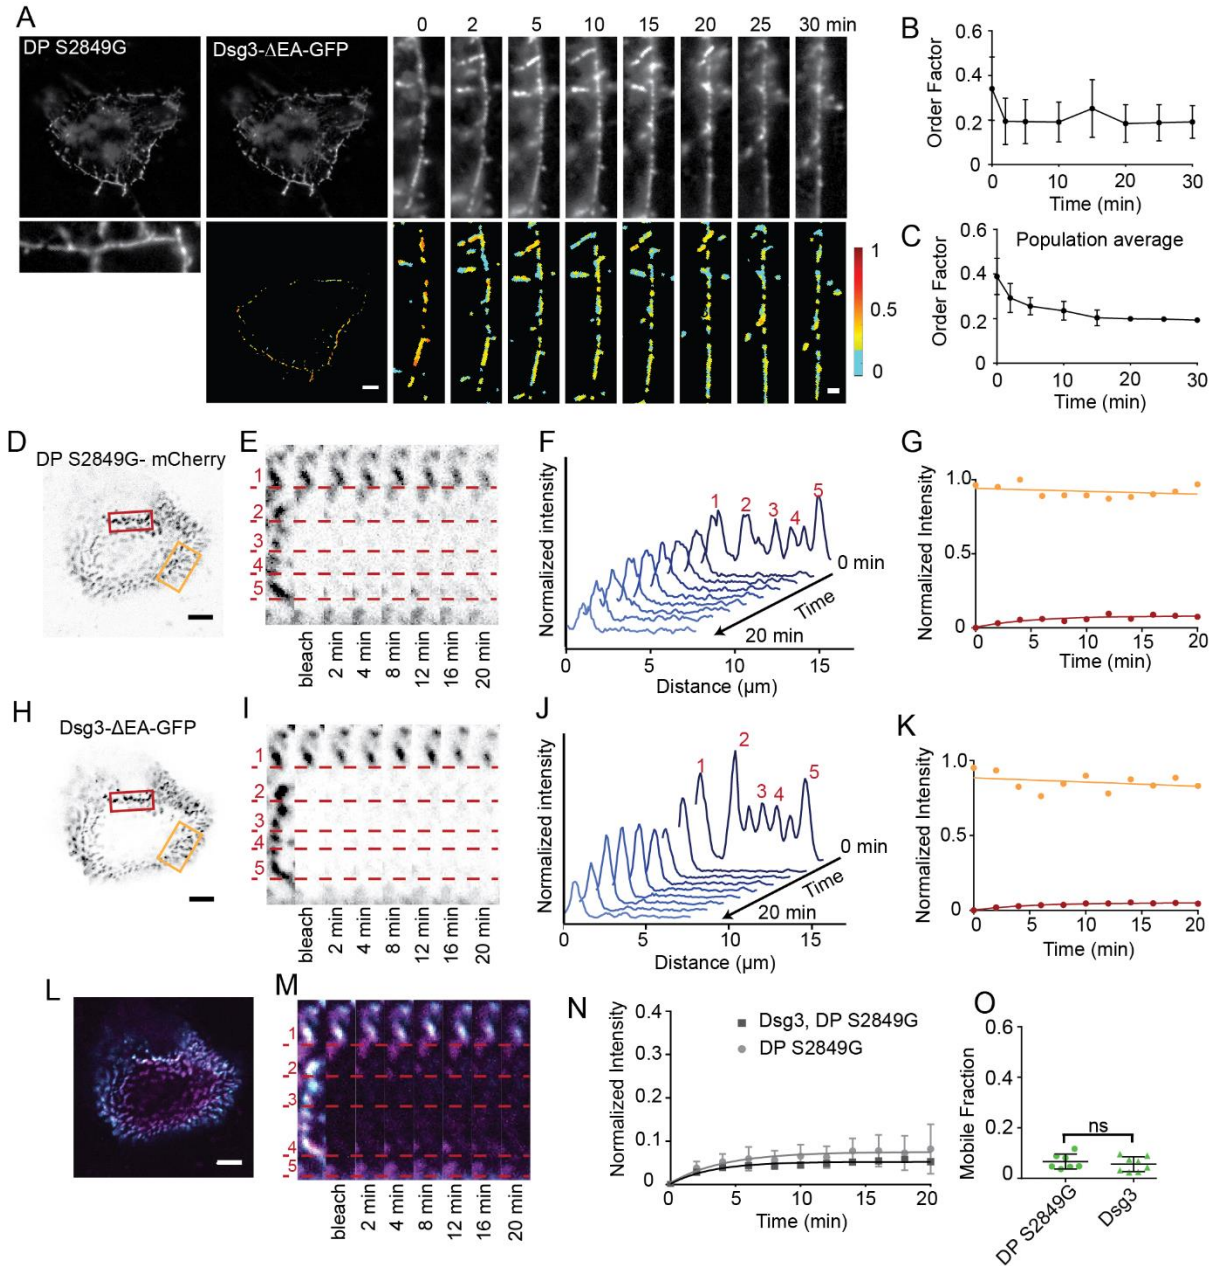 A
0 2 5 10 15 20 25 30 min
DP S2849G
Dsg3-ΔEA-GFP
1
0.5
0
B
Order Factor
0.6
0.4
0.2
0
0 10 20 30
Time (min)
C
Population average
Order Factor
0.6
0.4
0.2
0
0 10 20 30
Time (min)
D
DP S2849G- mCherry
E
1
2
3
4
5
bleach
2 min
4 min
8 min
12 min
16 min
20 min
F
Normalized intensity
1 2 3 4 5
0 min
Time
20 min
0 5 10 15
Distance (µm)
G
Normalized Intensity
1.0
0.5
0
0 5 10 15 20
Time (min)
H
Dsg3-ΔEA-GFP
I
1
2
3
4
5
bleach
2 min
4 min
8 min
12 min
16 min
20 min
J
Normalized intensity
1 2 3 4 5
0 min
Time
20 min
0 5 10 15
Distance (µm)
K
Normalized Intensity
1.0
0.5
0
0 5 10 15 20
Time (min)
L
M
1
2
3
4
5
bleach
2 min
4 min
8 min
12 min
16 min
20 min
N
Normalized Intensity
0.4
0.3
0.2
0.1
0
Dsg3, DP S2849G
DP S2849G
0 5 10 15 20
Time (min)
O
Mobile Fraction
0.6
0.4
0.2
0
ns
DP S2849G
Dsg3